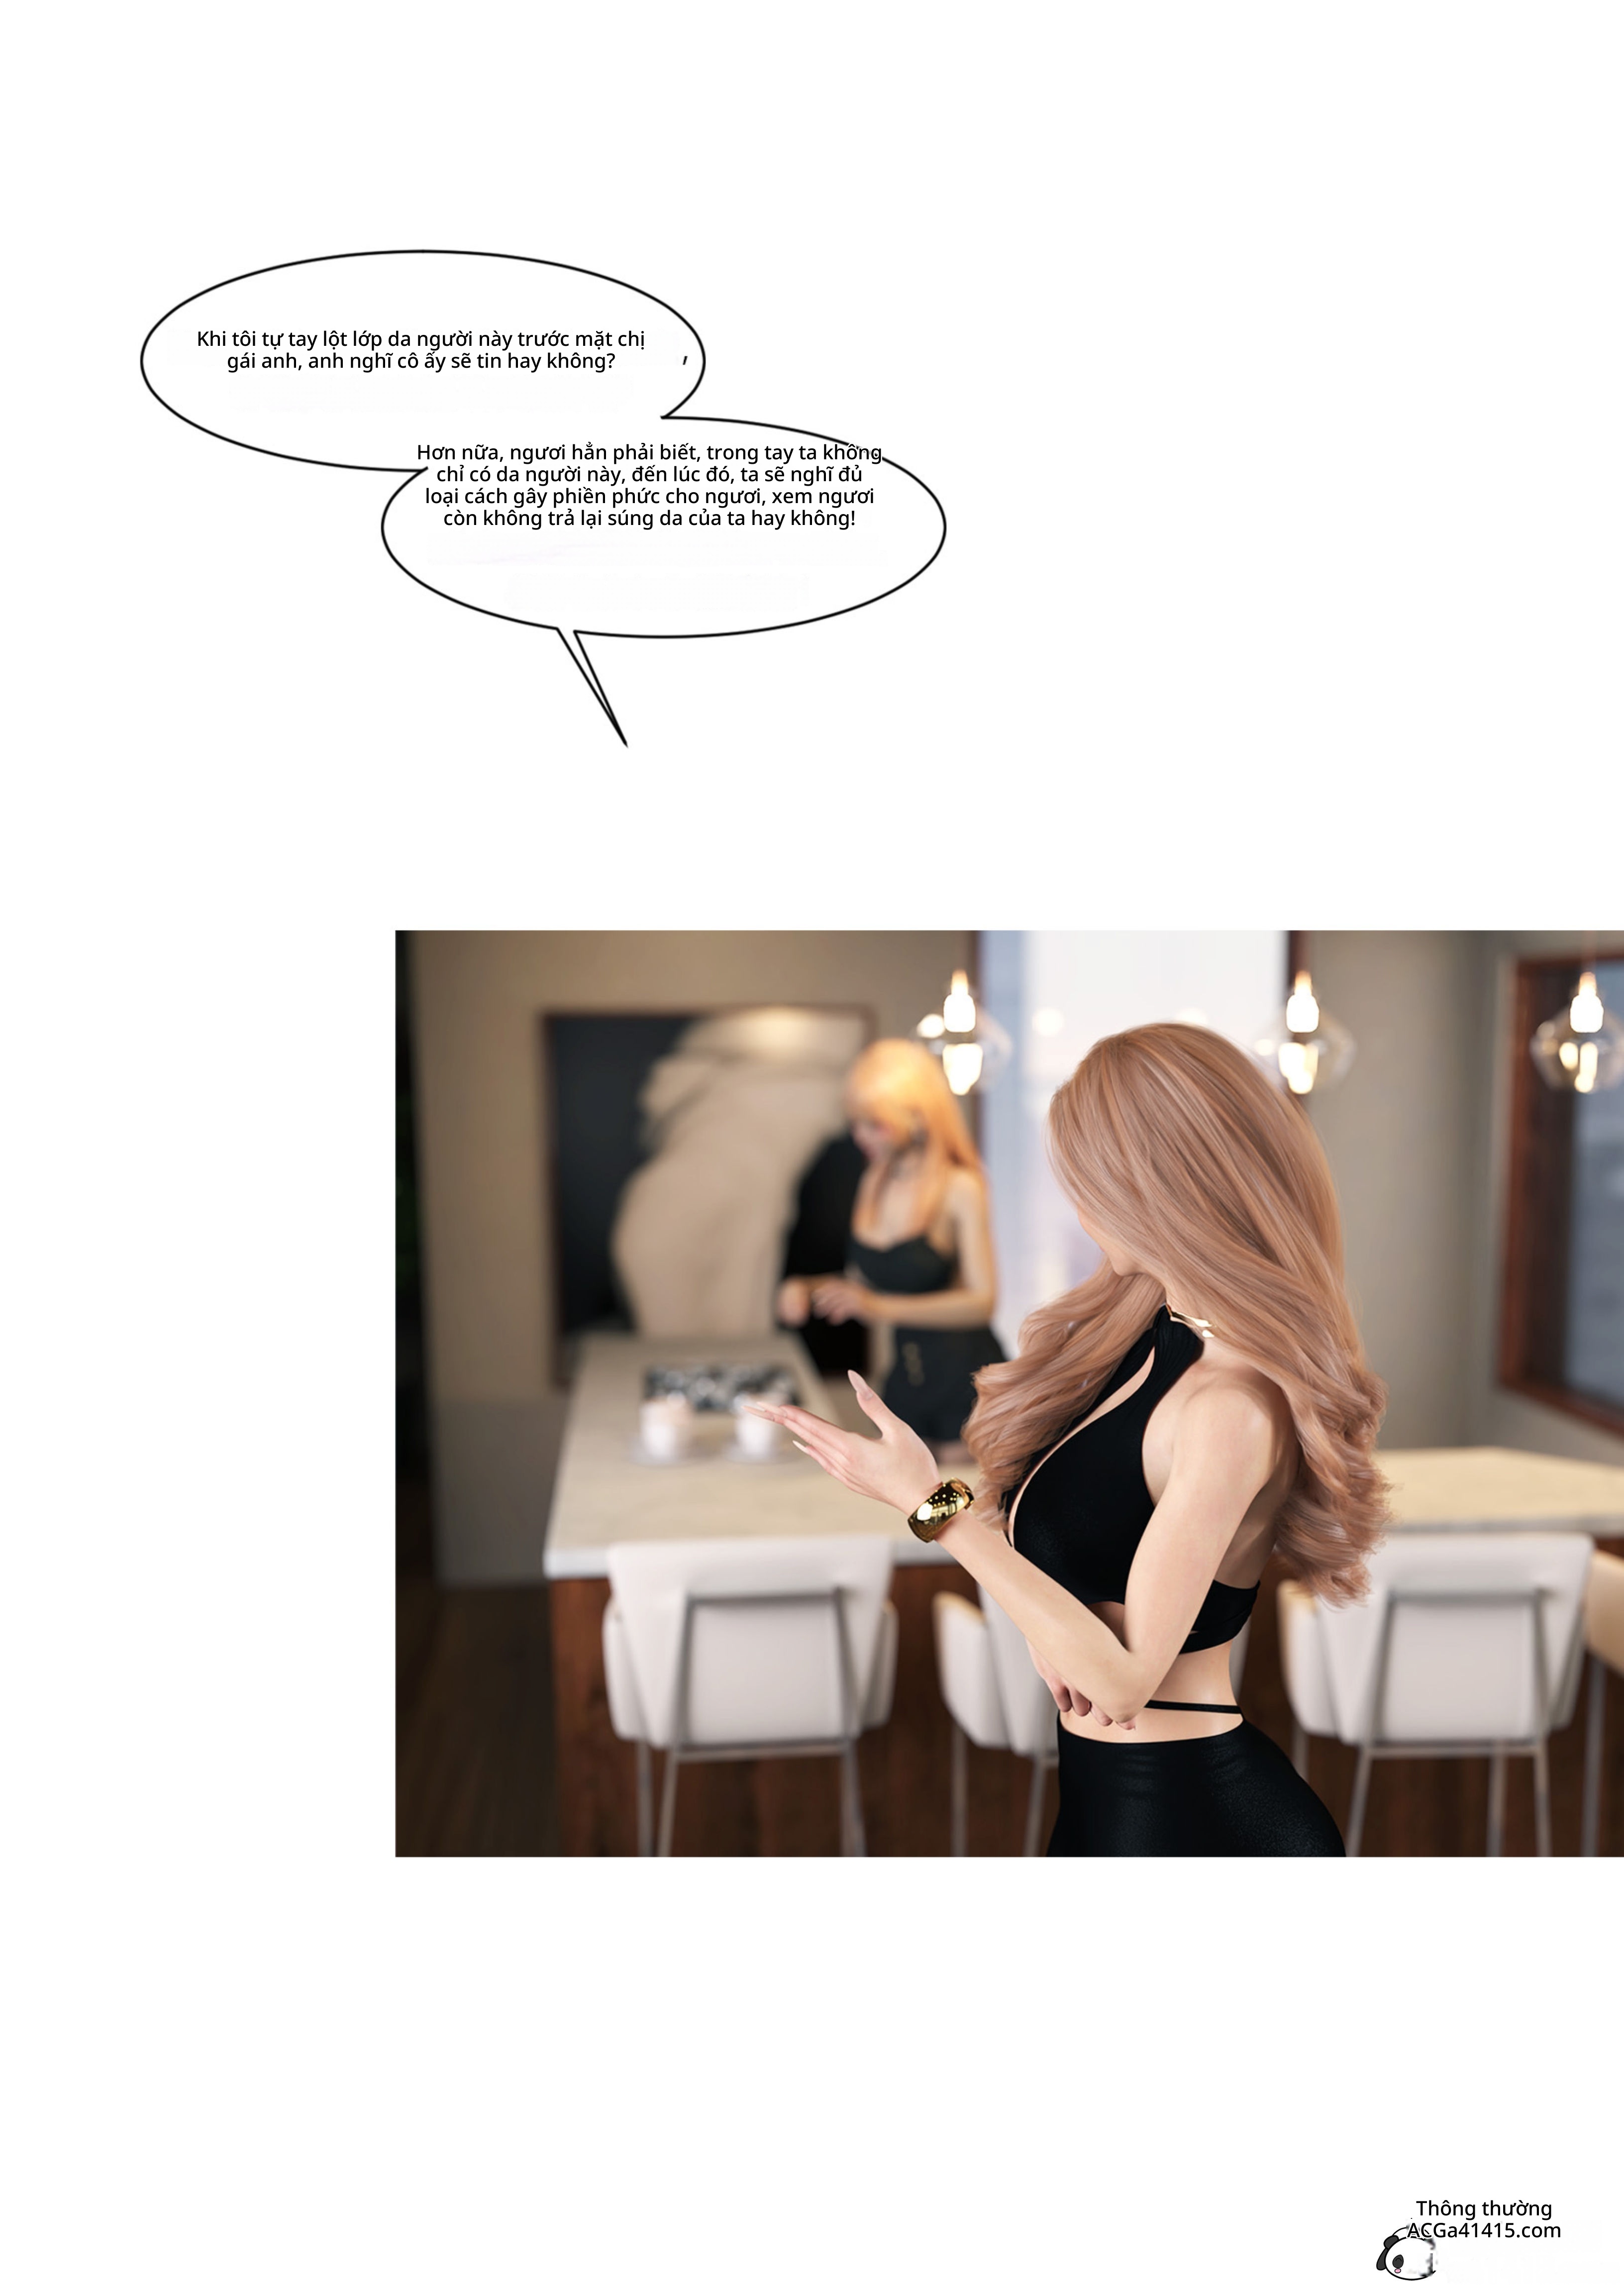 Khi tôi tự tay lột lớp da người này trước mặt chị
gái anh, anh nghĩ cô ấy sẽ tin hay không?
,
Hơn nữa, ngươi hẳn phải biết, trong tay ta không
chỉ có da người này, đến lúc đó, ta sẽ nghĩ đủ
loại cách gây phiền phức cho ngươi, xem ngươi
còn không trả lại súng da của ta hay không!
Thông thường
ACGa41415.com